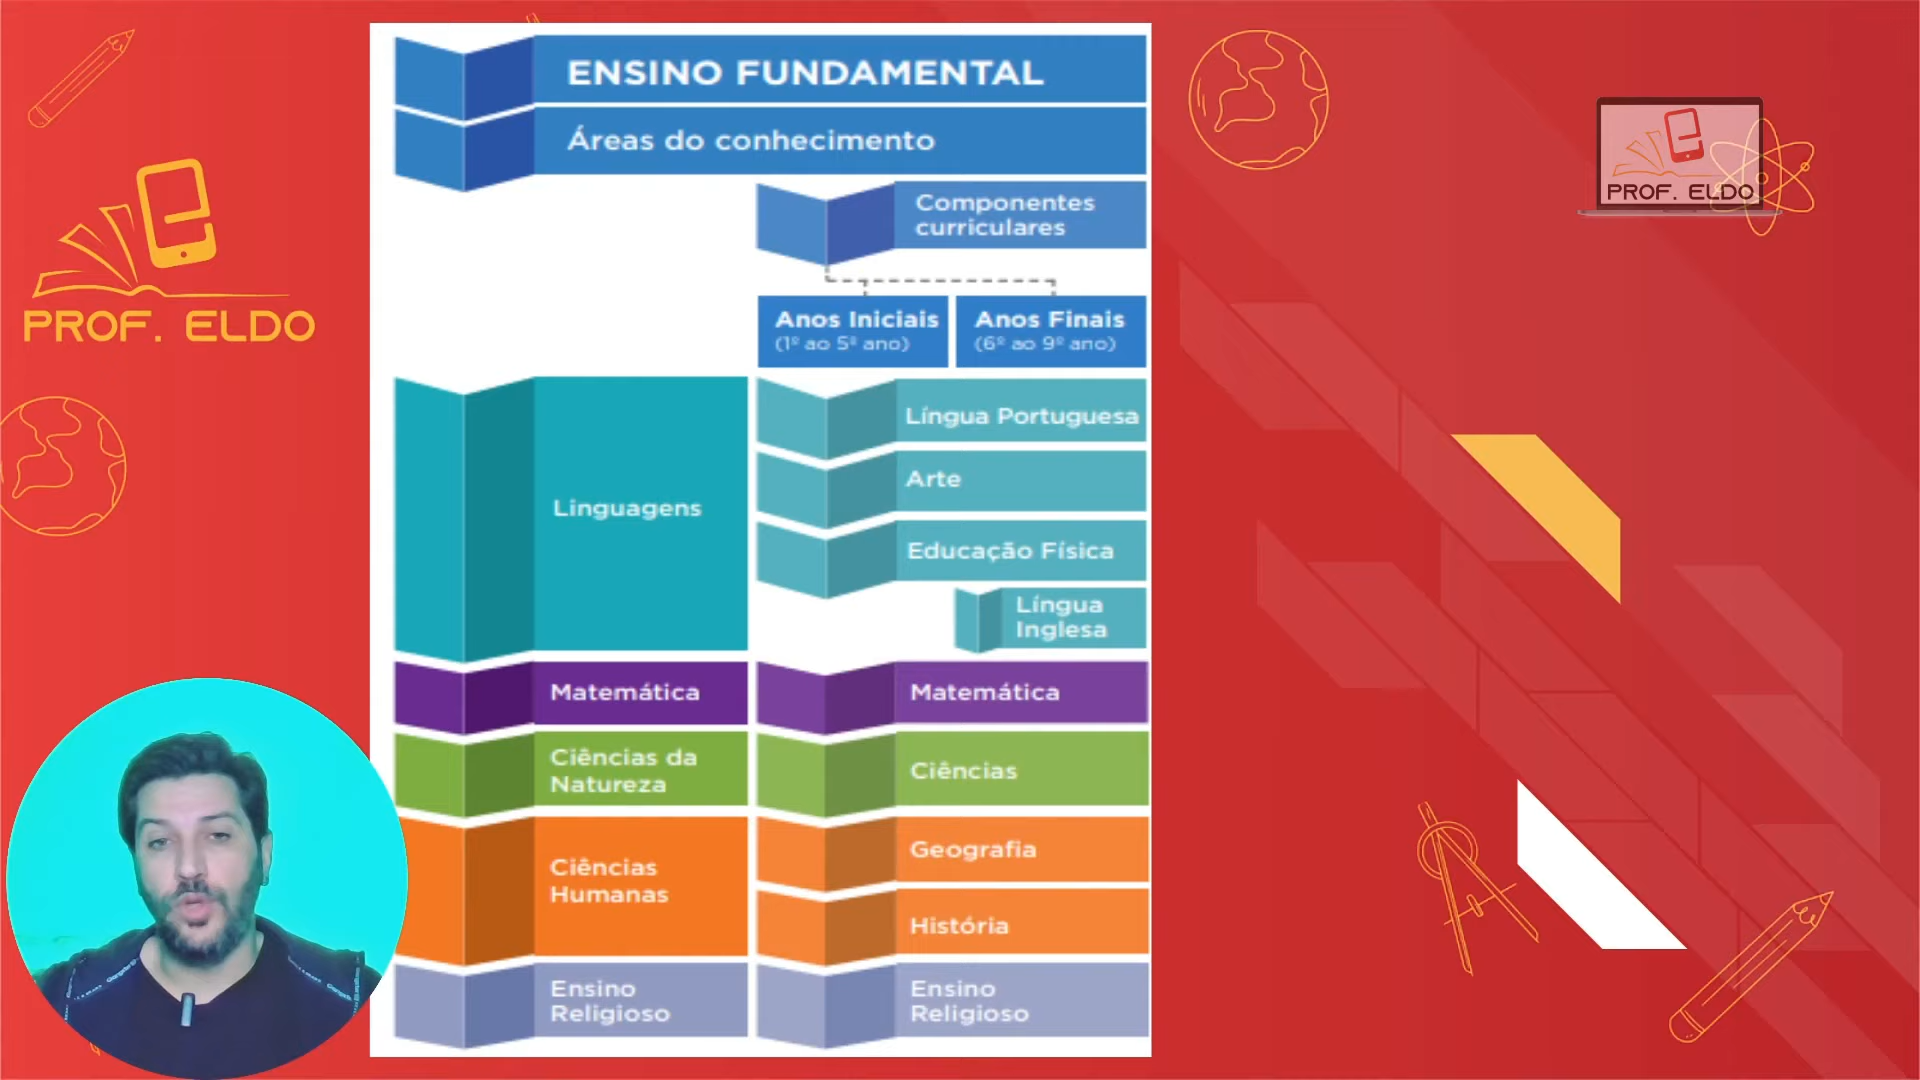 ENSINO FUNDAMENTAL
Áreas do conhecimento
Componentes
curriculares
Anos Iniciais
(1º ao 5º ano)
Anos Finais
(6º ao 9º ano)
PROF. ELDO
PROF. ELDO
Linguagens
Língua Portuguesa
Arte
Educação Física
Língua
Inglesa
Matemática
Matemática
Ciências da
Natureza
Ciências
Ciências
Humanas
Geografia
História
Ensino
Religioso
Ensino
Religioso